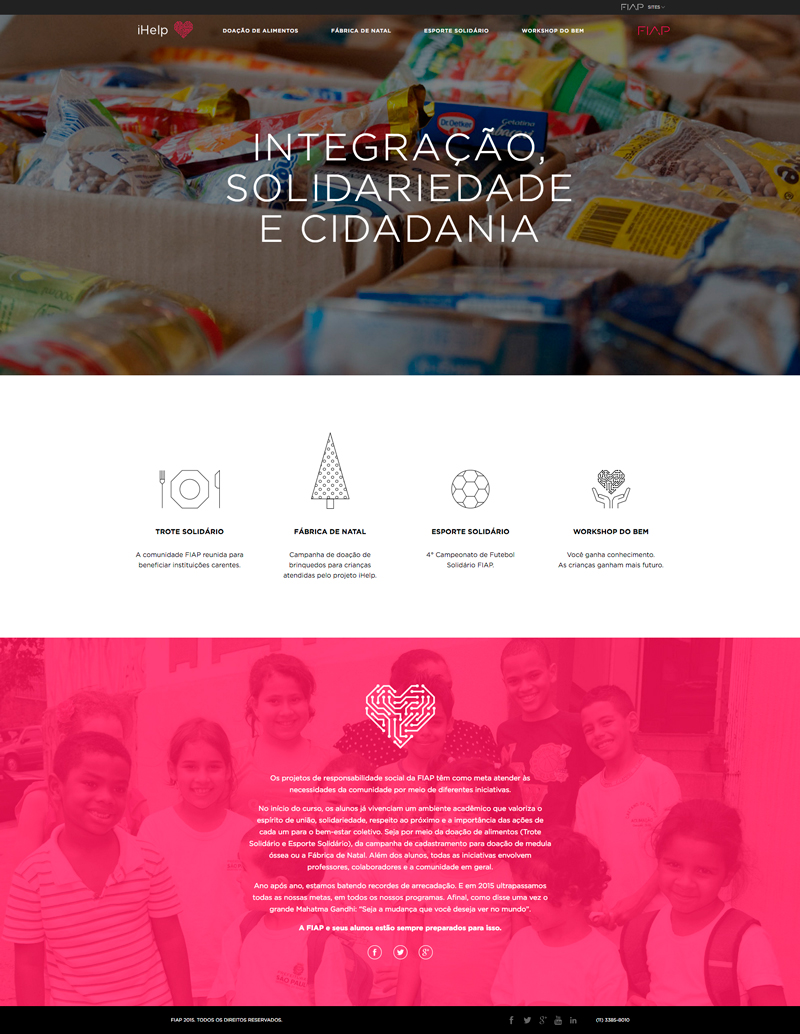 FIAP SITES
iHelp
DOAÇÃO DE ALIMENTOS
FÁBRICA DE NATAL
ESPORTE SOLIDÁRIO
WORKSHOP DO BEM
FIAP
Dr. Oetker
Gelatina
Abacaxi
INTEGRAÇÃO,
SOLIDARIEDADE
E CIDADANIA
TROTE SOLIDÁRIO
A comunidade FIAP reunida para
beneficiar instituições carentes.
FÁBRICA DE NATAL
Campanha de doação de
brinquedos para crianças
atendidas pelo projeto iHelp.
ESPORTE SOLIDÁRIO
4º Campeonato de Futebol
Solidário FIAP.
WORKSHOP DO BEM
Você ganha conhecimento.
As crianças ganham mais futuro.
Os projetos de responsabilidade social da FIAP têm como meta atender às
necessidades da comunidade por meio de diferentes iniciativas.
No Início do curso, os alunos já vivenciam um ambiente acadêmico que valoriza o
espírito de união, solidariedade, respeito ao próximo e a importância das ações de
cada um para o bem-estar coletivo. Seja por meio da doação de alimentos (Trote
Solidário e Esporte Solidário), da campanha de cadastramento para doação de medula
óssea ou a Fábrica de Natal. Além dos alunos, todas as iniciativas envolvem
professores, colaboradores e a comunidade em geral.
Ano após ano, estamos batendo recordes de arrecadação. E em 2015 ultrapassamos
todas as nossas metas, em todos os nossos programas. Afinal, como disse uma vez o
grande Mahatma Gandhi: "Seja a mudança que você deseja ver no mundo".
A FIAP e seus alunos estão sempre preparados para isso.
FIAP 2015. TODOS OS DIREITOS RESERVADOS.
(11) 3385-8010